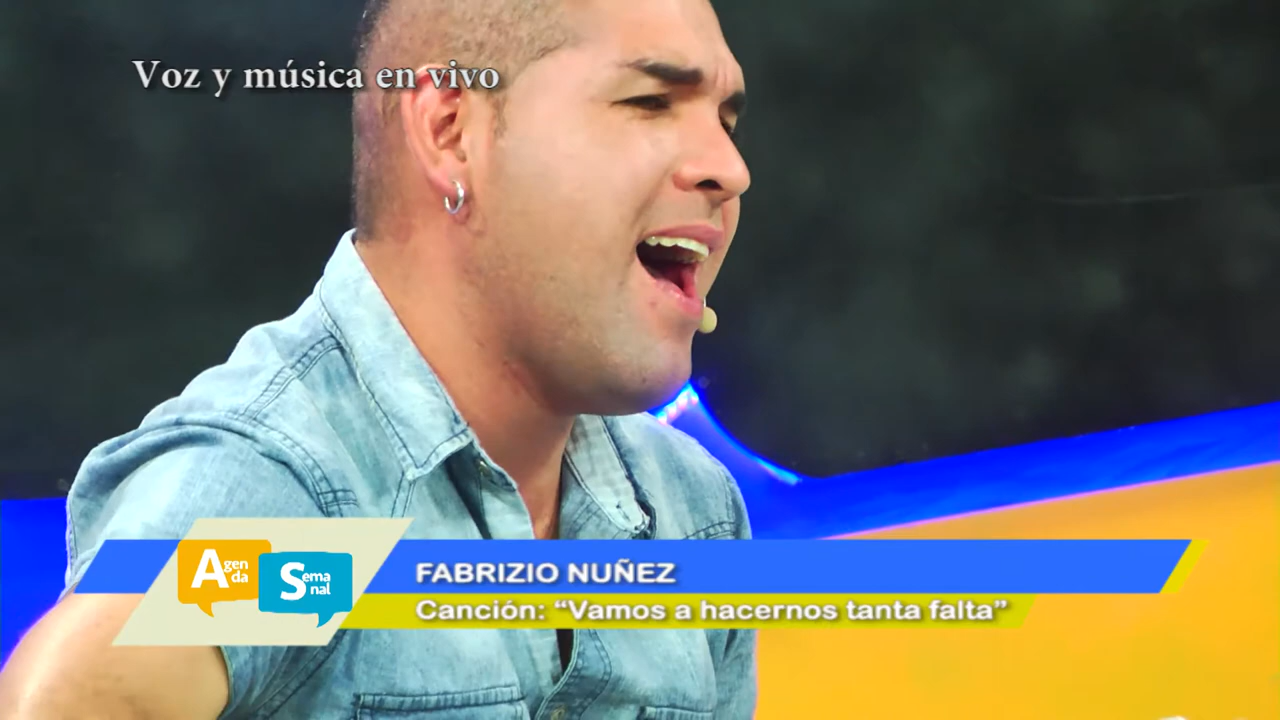 Voz y música en vivo
Agenda
Semanal
FABRIZIO NUÑEZ
Canción: “Vamos a hacernos tanta falta”